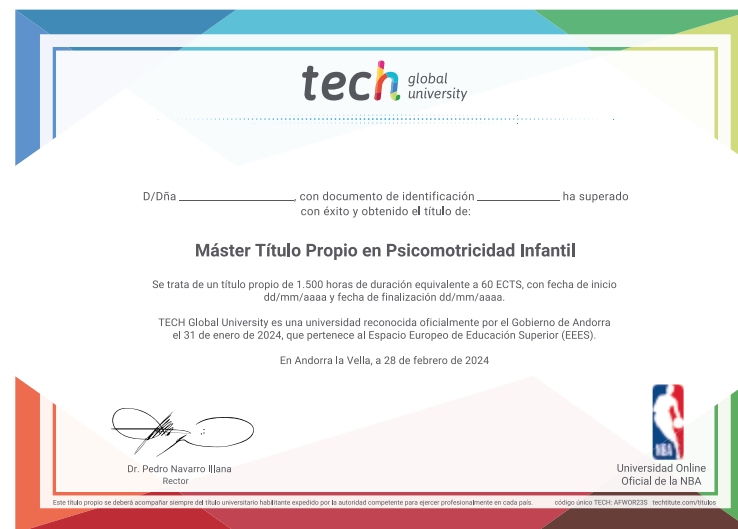 tech global university
D/Dña ____________, con documento de identificación ____________ ha superado
con éxito y obtenido el título de:
Máster Título Propio en Psicomotricidad Infantil
Se trata de un título propio de 1.500 horas de duración equivalente a 60 ECTS, con fecha de inicio
dd/mm/aaaa y fecha de finalización dd/mm/aaaa.
TECH Global University es una universidad reconocida oficialmente por el Gobierno de Andorra
el 31 de enero de 2024, que pertenece al Espacio Europeo de Educación Superior (EEES).
En Andorra la Vella, a 28 de febrero de 2024
Dr. Pedro Navarro Illana
Rector
NBA
Universidad Online
Oficial de la NBA
Este título propio se deberá acompañar siempre del título universitario habilitante expedido por la autoridad competente para ejercer profesionalmente en cada país. código único TECH: AFWOR23S techtitute.com/titulos